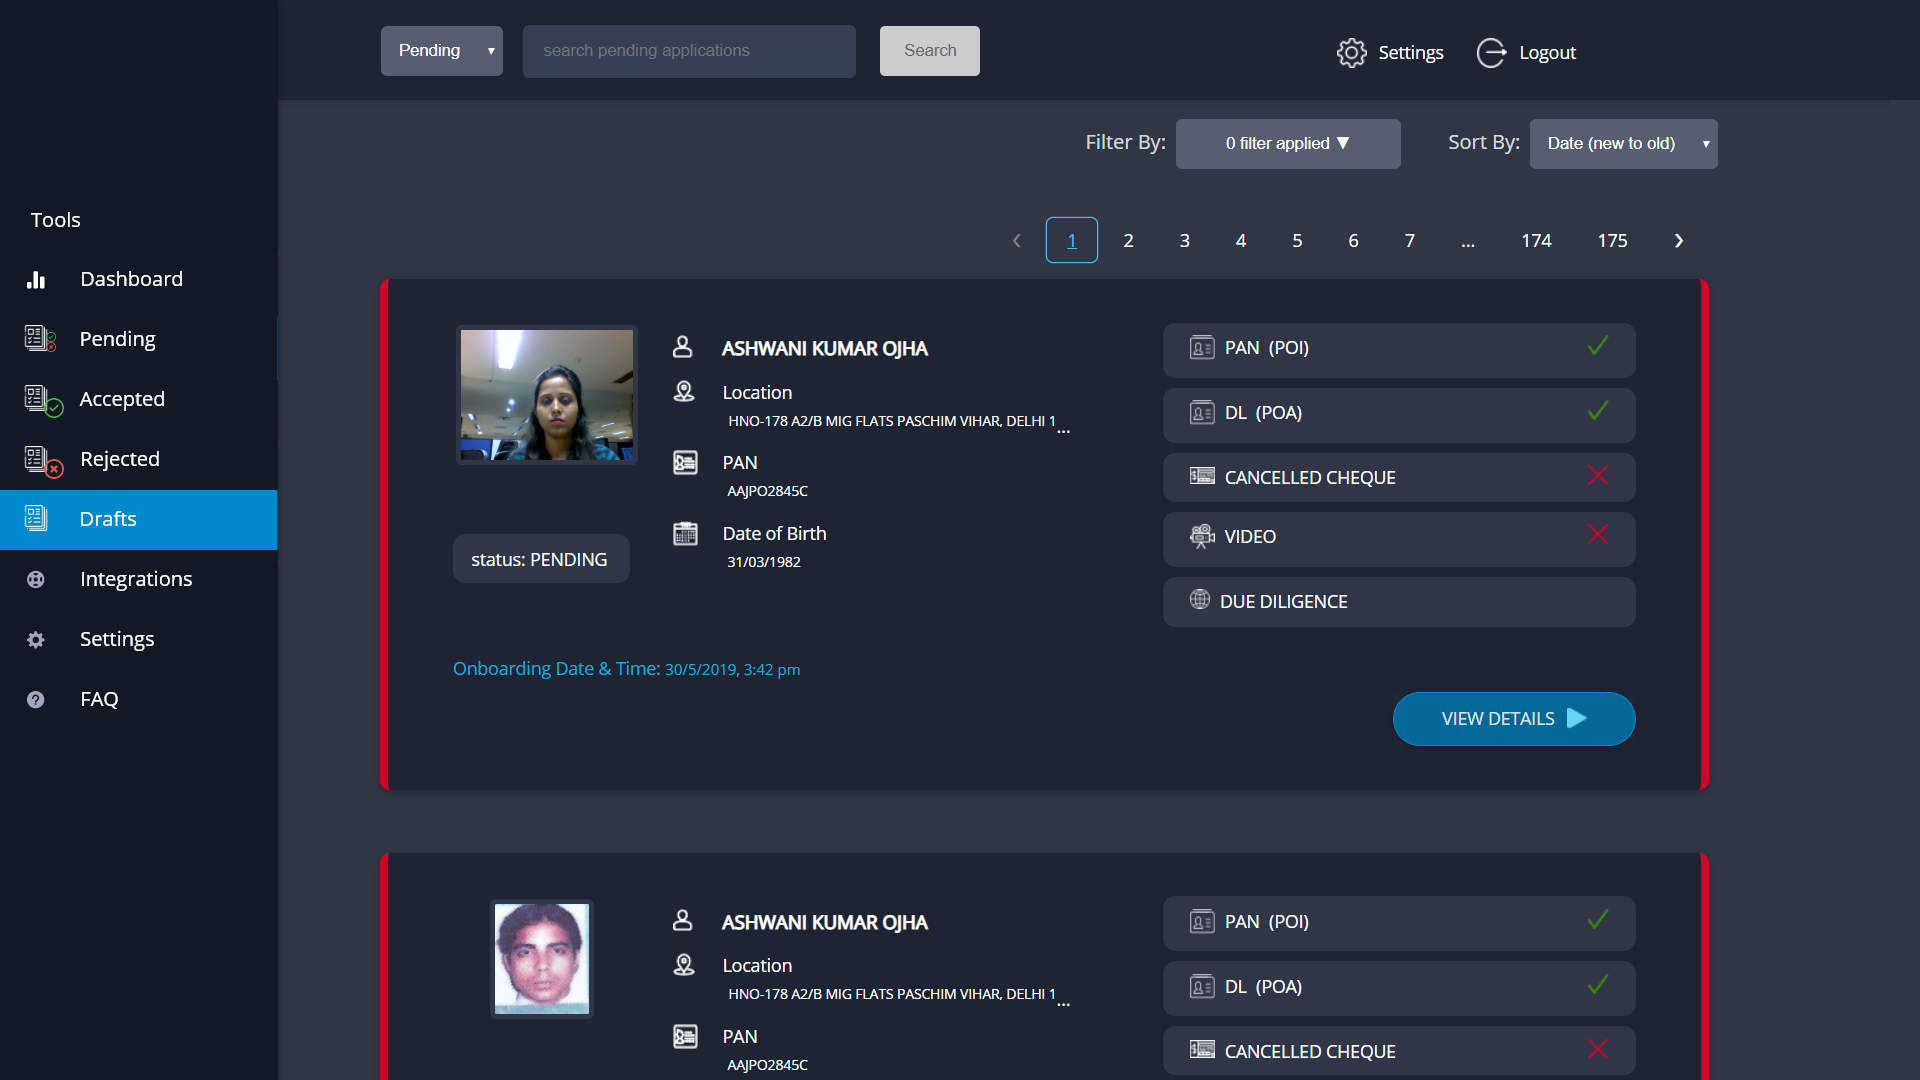 Pending
search pending applications
Search
Settings
Logout
Filter By:
0 filter applied ▼
Sort By:
Date (new to old)
Tools
Dashboard
Pending
Accepted
Rejected
Drafts
Integrations
Settings
FAQ
‹ 1 2 3 4 5 6 7 ... 174 175 ›
ASHWANI KUMAR OJHA
Location
HNO-178 A2/B MIG FLATS PASCHIM VIHAR, DELHI 1...
PAN
AAJPO2845C
Date of Birth
31/03/1982
status: PENDING
Onboarding Date & Time: 30/5/2019, 3:42 pm
PAN (POI)
DL (POA)
CANCELLED CHEQUE
VIDEO
DUE DILIGENCE
VIEW DETAILS
ASHWANI KUMAR OJHA
Location
HNO-178 A2/B MIG FLATS PASCHIM VIHAR, DELHI 1...
PAN
AAJPO2845C
PAN (POI)
DL (POA)
CANCELLED CHEQUE